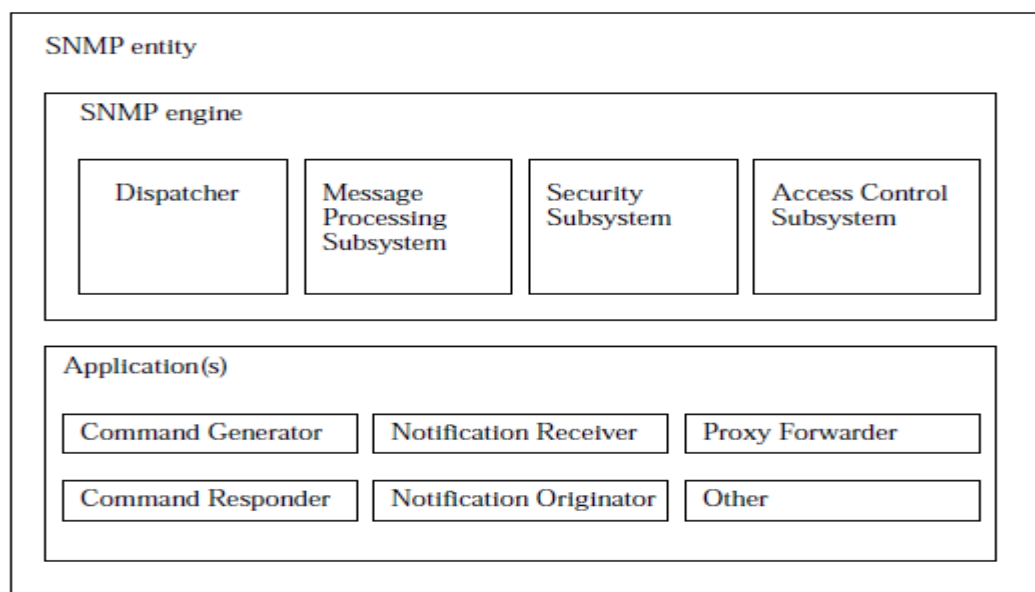 SNMP entity
SNMP engine
Dispatcher
Message
Processing
Subsystem
Security
Subsystem
Access Control
Subsystem
Application(s)
Command Generator
Notification Receiver
Proxy Forwarder
Command Responder
Notification Originator
Other